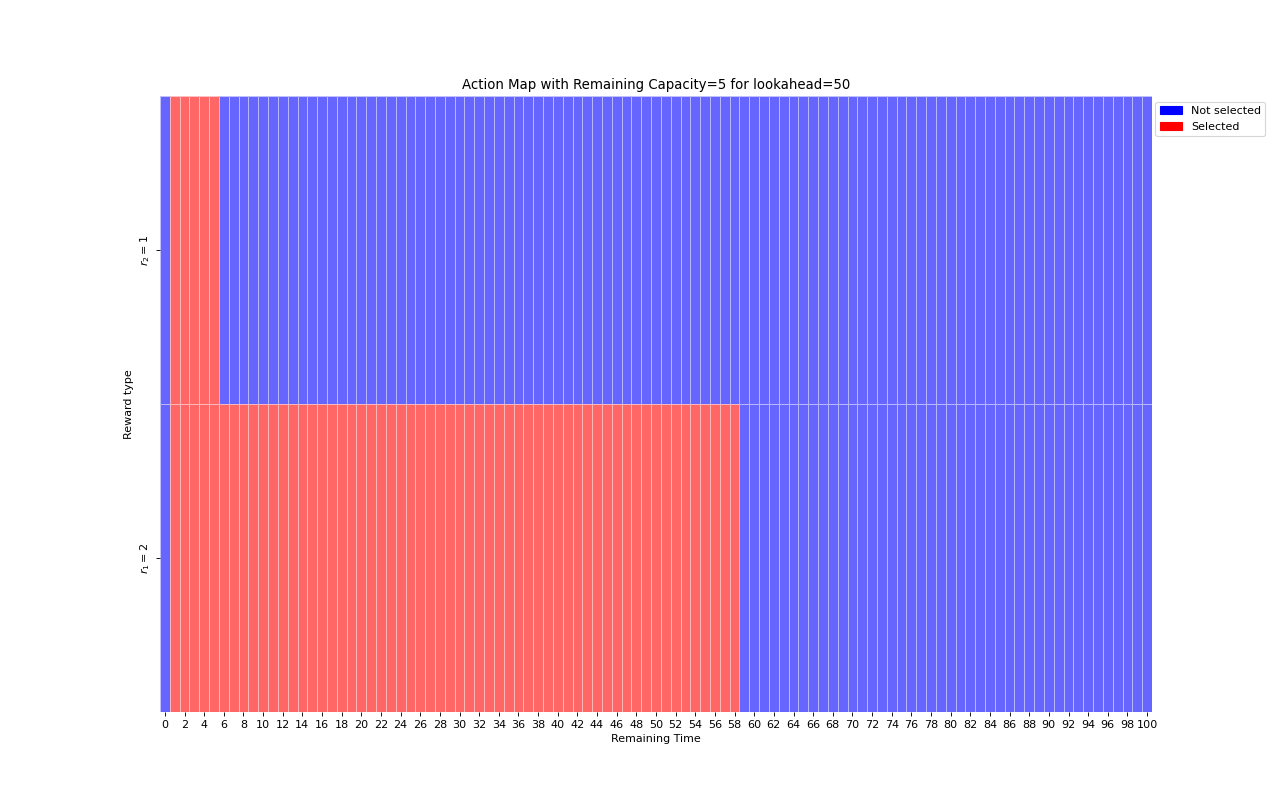 Action Map with Remaining Capacity=5 for lookahead=50
Not selected
Selected
r₂ = 1
Reward type
r₁ = 2
0 2 4 6 8 10 12 14 16 18 20 22 24 26 28 30 32 34 36 38 40 42 44 46 48 50 52 54 56 58 60 62 64 66 68 70 72 74 76 78 80 82 84 86 88 90 92 94 96 98 100
Remaining Time